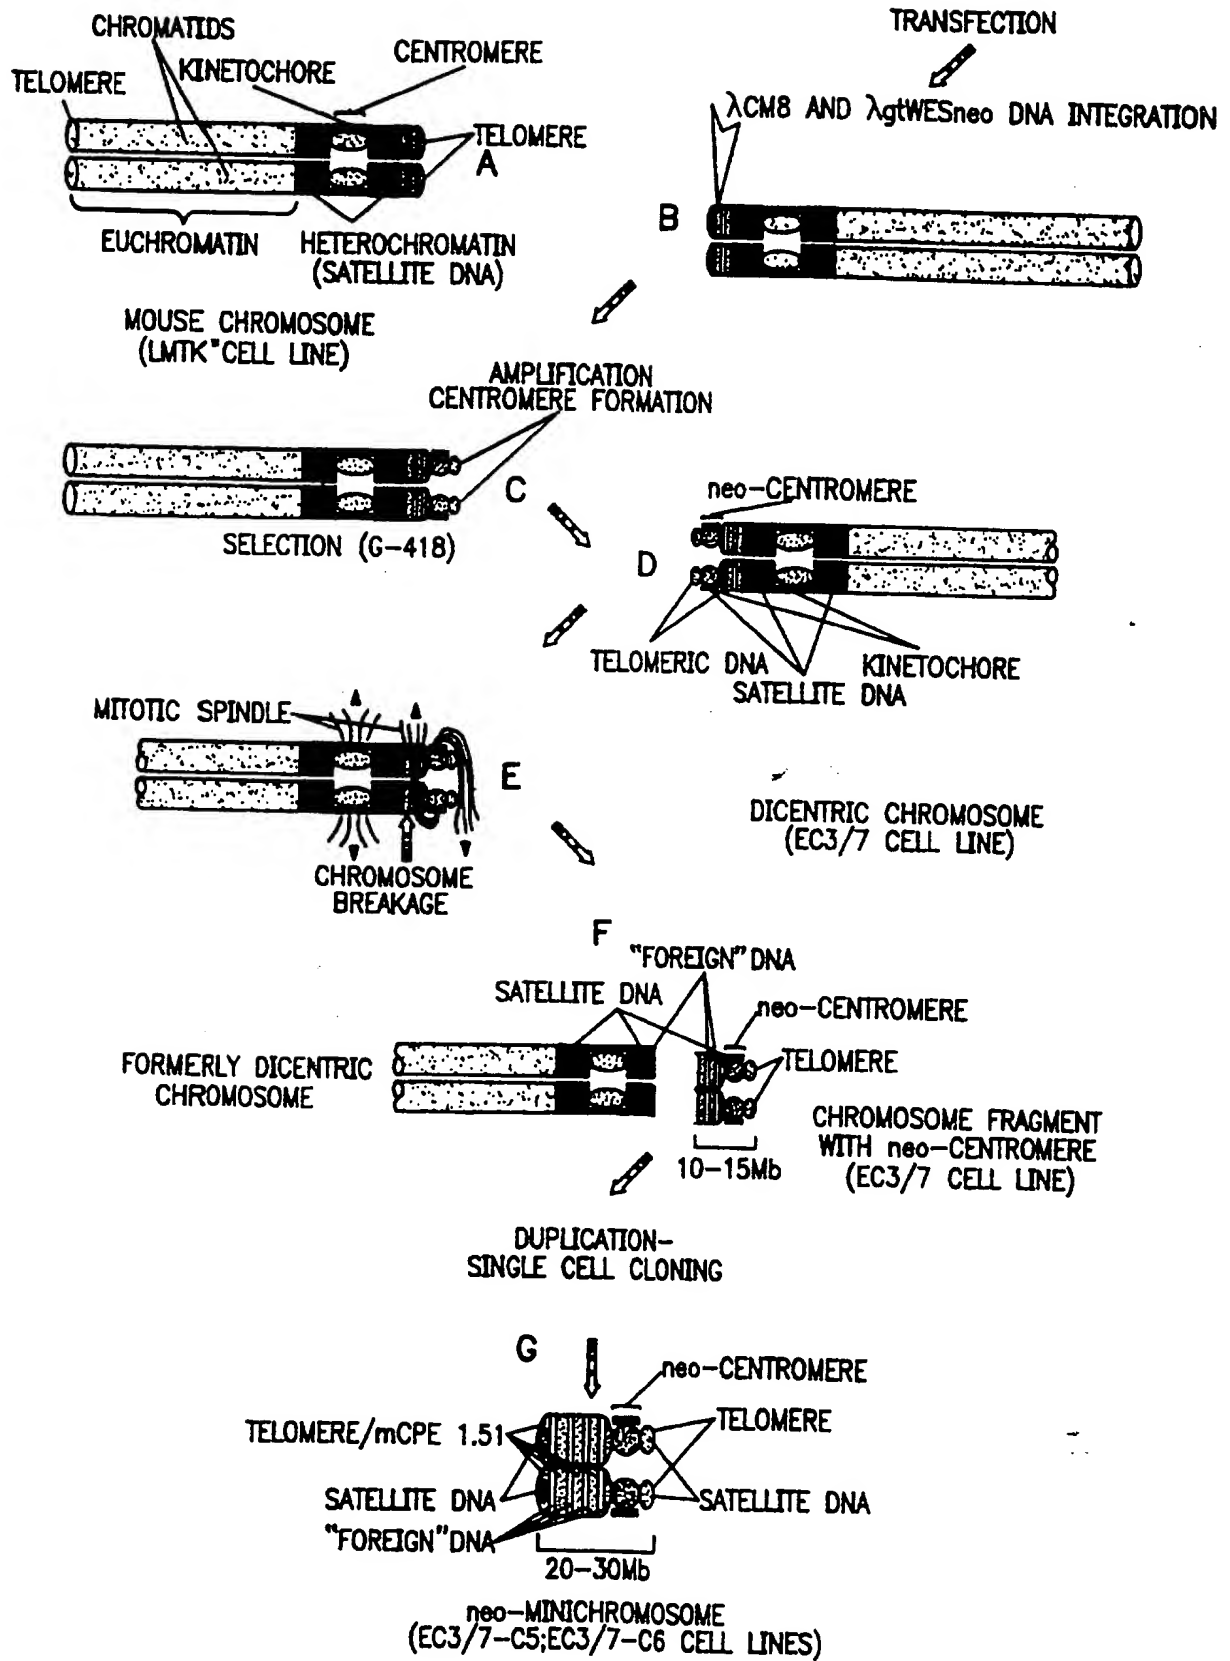 CHROMATIDS
KINETOCHORE
CENTROMERE
TELOMERE
TELOMERE
A
EUCHROMATIN
HETEROCHROMATIN
(SATELLITE DNA)
MOUSE CHROMOSOME
(LMTK⁻ CELL LINE)
TRANSFECTION
λCM8 AND λgtWESneo DNA INTEGRATION
B
AMPLIFICATION
CENTROMERE FORMATION
C
SELECTION (G-418)
neo-CENTROMERE
D
TELOMERIC DNA
KINETOCHORE
SATELLITE DNA
DICENTRIC CHROMOSOME
(EC3/7 CELL LINE)
MITOTIC SPINDLE
E
CHROMOSOME
BREAKAGE
F
"FOREIGN" DNA
SATELLITE DNA
neo-CENTROMERE
TELOMERE
FORMERLY DICENTRIC
CHROMOSOME
CHROMOSOME FRAGMENT
WITH neo-CENTROMERE
(EC3/7 CELL LINE)
10-15Mb
DUPLICATION-
SINGLE CELL CLONING
G
neo-CENTROMERE
TELOMERE/mCPE 1.51
TELOMERE
SATELLITE DNA
SATELLITE DNA
"FOREIGN" DNA
20-30Mb
neo-MINICHROMOSOME
(EC3/7-C5;EC3/7-C6 CELL LINES)